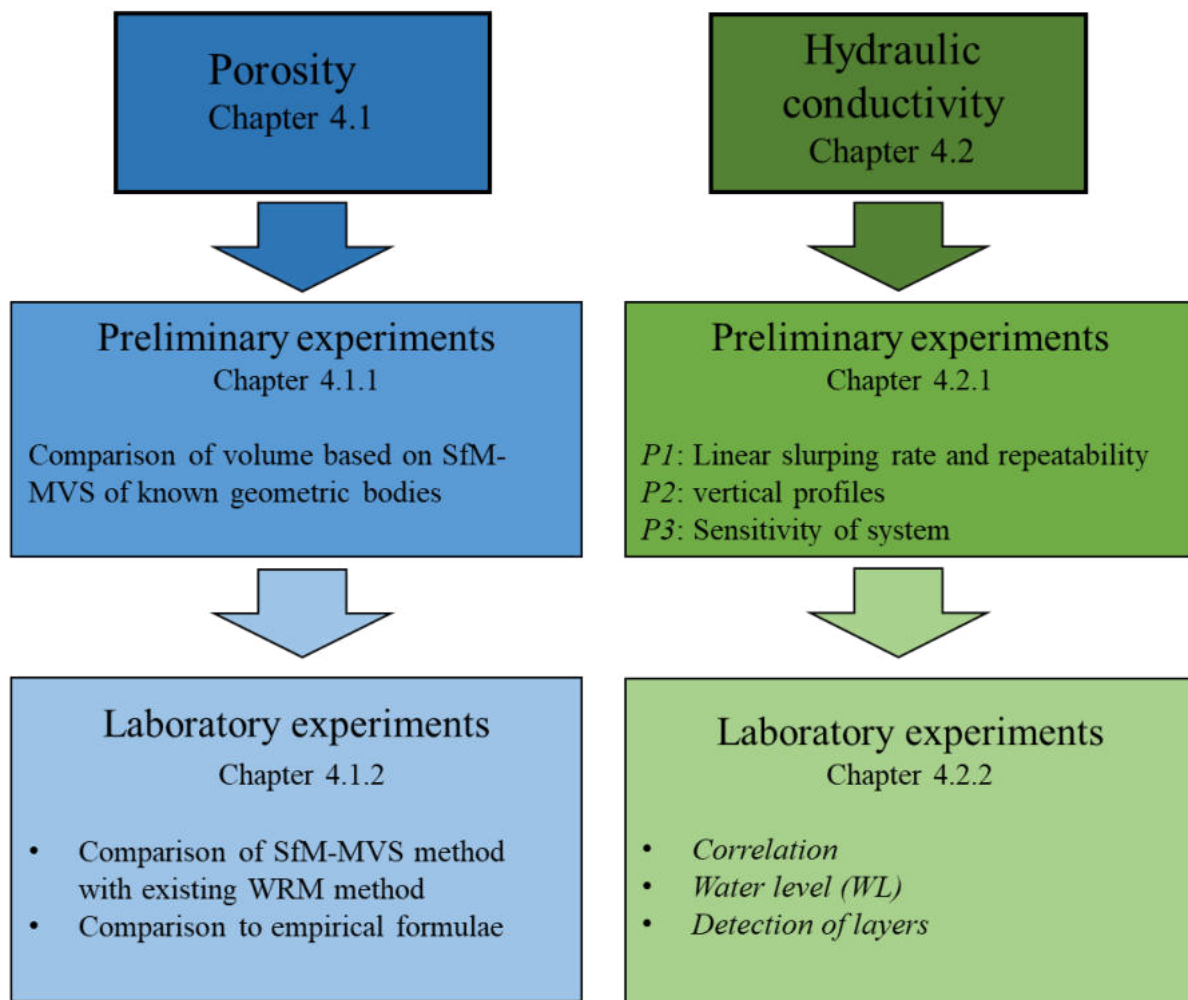 Porosity
Chapter 4.1
Hydraulic
conductivity
Chapter 4.2
Preliminary experiments
Chapter 4.1.1
Comparison of volume based on SfM-
MVS of known geometric bodies
Preliminary experiments
Chapter 4.2.1
P1: Linear slurping rate and repeatability
P2: vertical profiles
P3: Sensitivity of system
Laboratory experiments
Chapter 4.1.2
• Comparison of SfM-MVS method
with existing WRM method
• Comparison to empirical formulae
Laboratory experiments
Chapter 4.2.2
• Correlation
• Water level (WL)
• Detection of layers